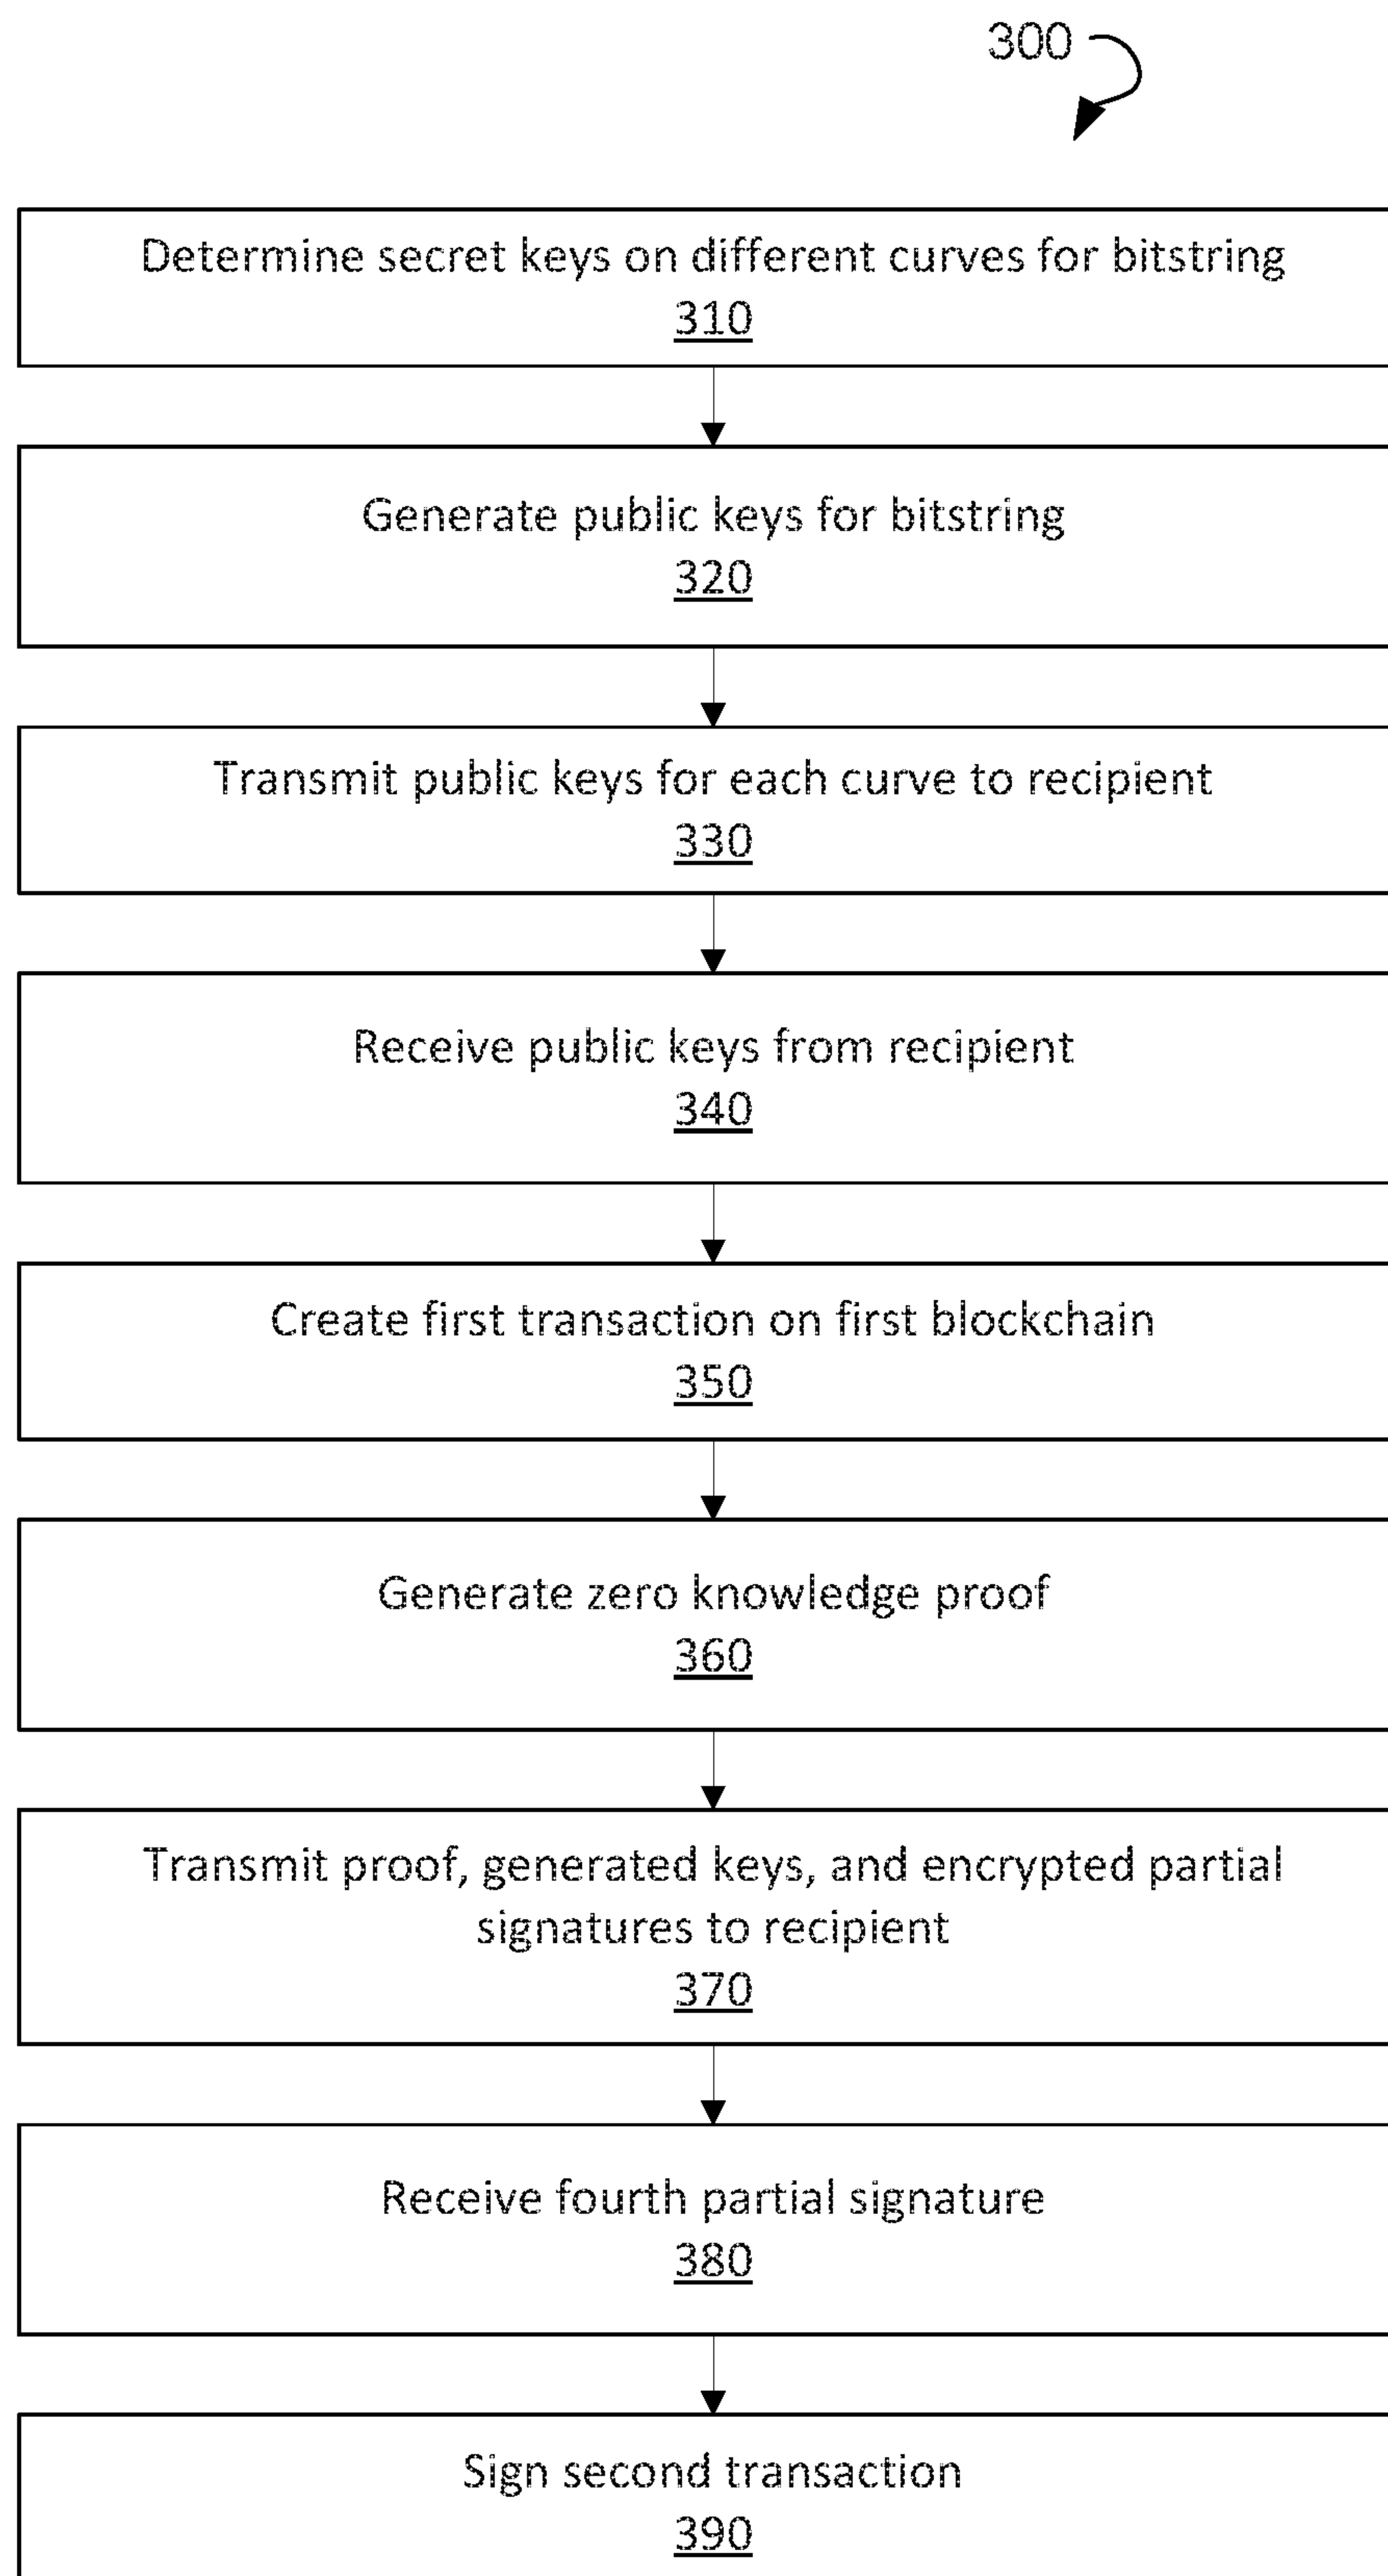 300
Determine secret keys on different curves for bitstring
310
Generate public keys for bitstring
320
Transmit public keys for each curve to recipient
330
Receive public keys from recipient
340
Create first transaction on first blockchain
350
Generate zero knowledge proof
360
Transmit proof, generated keys, and encrypted partial
signatures to recipient
370
Receive fourth partial signature
380
Sign second transaction
390